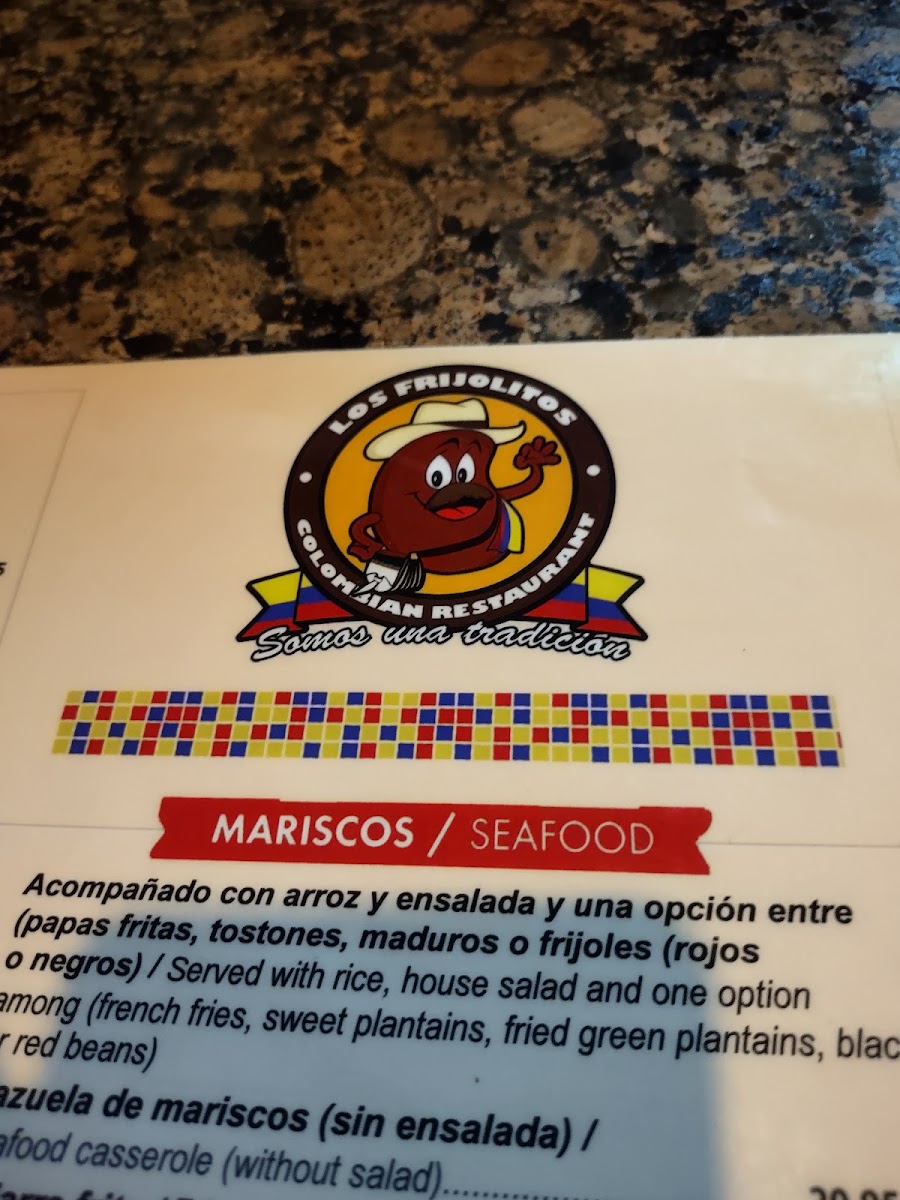 LOS FRIJOLITOS
COLOMBIAN RESTAURANT
Somos una tradición
MARISCOS / SEAFOOD
Acompañado con arroz y ensalada y una opción entre
(papas fritas, tostones, maduros o frijoles (rojos
o negros) / Served with rice, house salad and one option
among (french fries, sweet plantains, fried green plantains, blac
r red beans)
azuela de mariscos (sin ensalada) /
afood casserole (without salad)